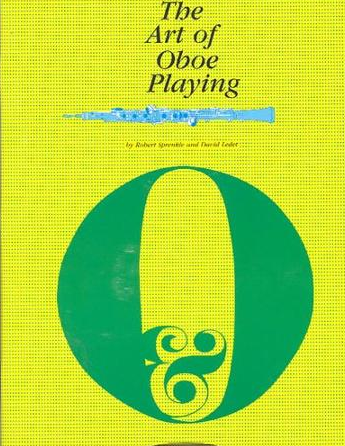 The
Art of
Oboe
Playing
by Robert Sprenkle and David Ledet
O
&